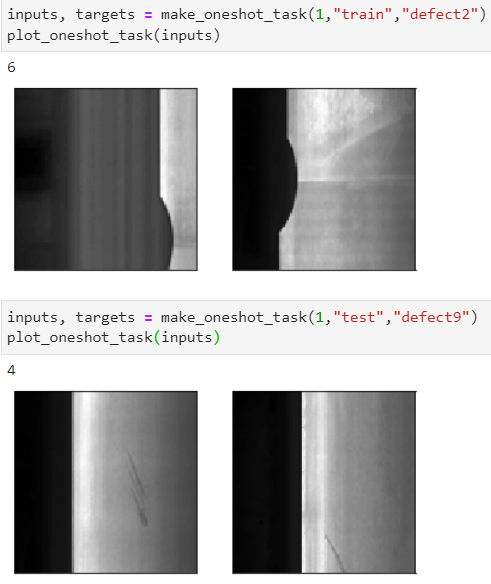 inputs, targets = make_oneshot_task(1,"train","defect2")
plot_oneshot_task(inputs)
6
inputs, targets = make_oneshot_task(1,"test","defect9")
plot_oneshot_task(inputs)
4